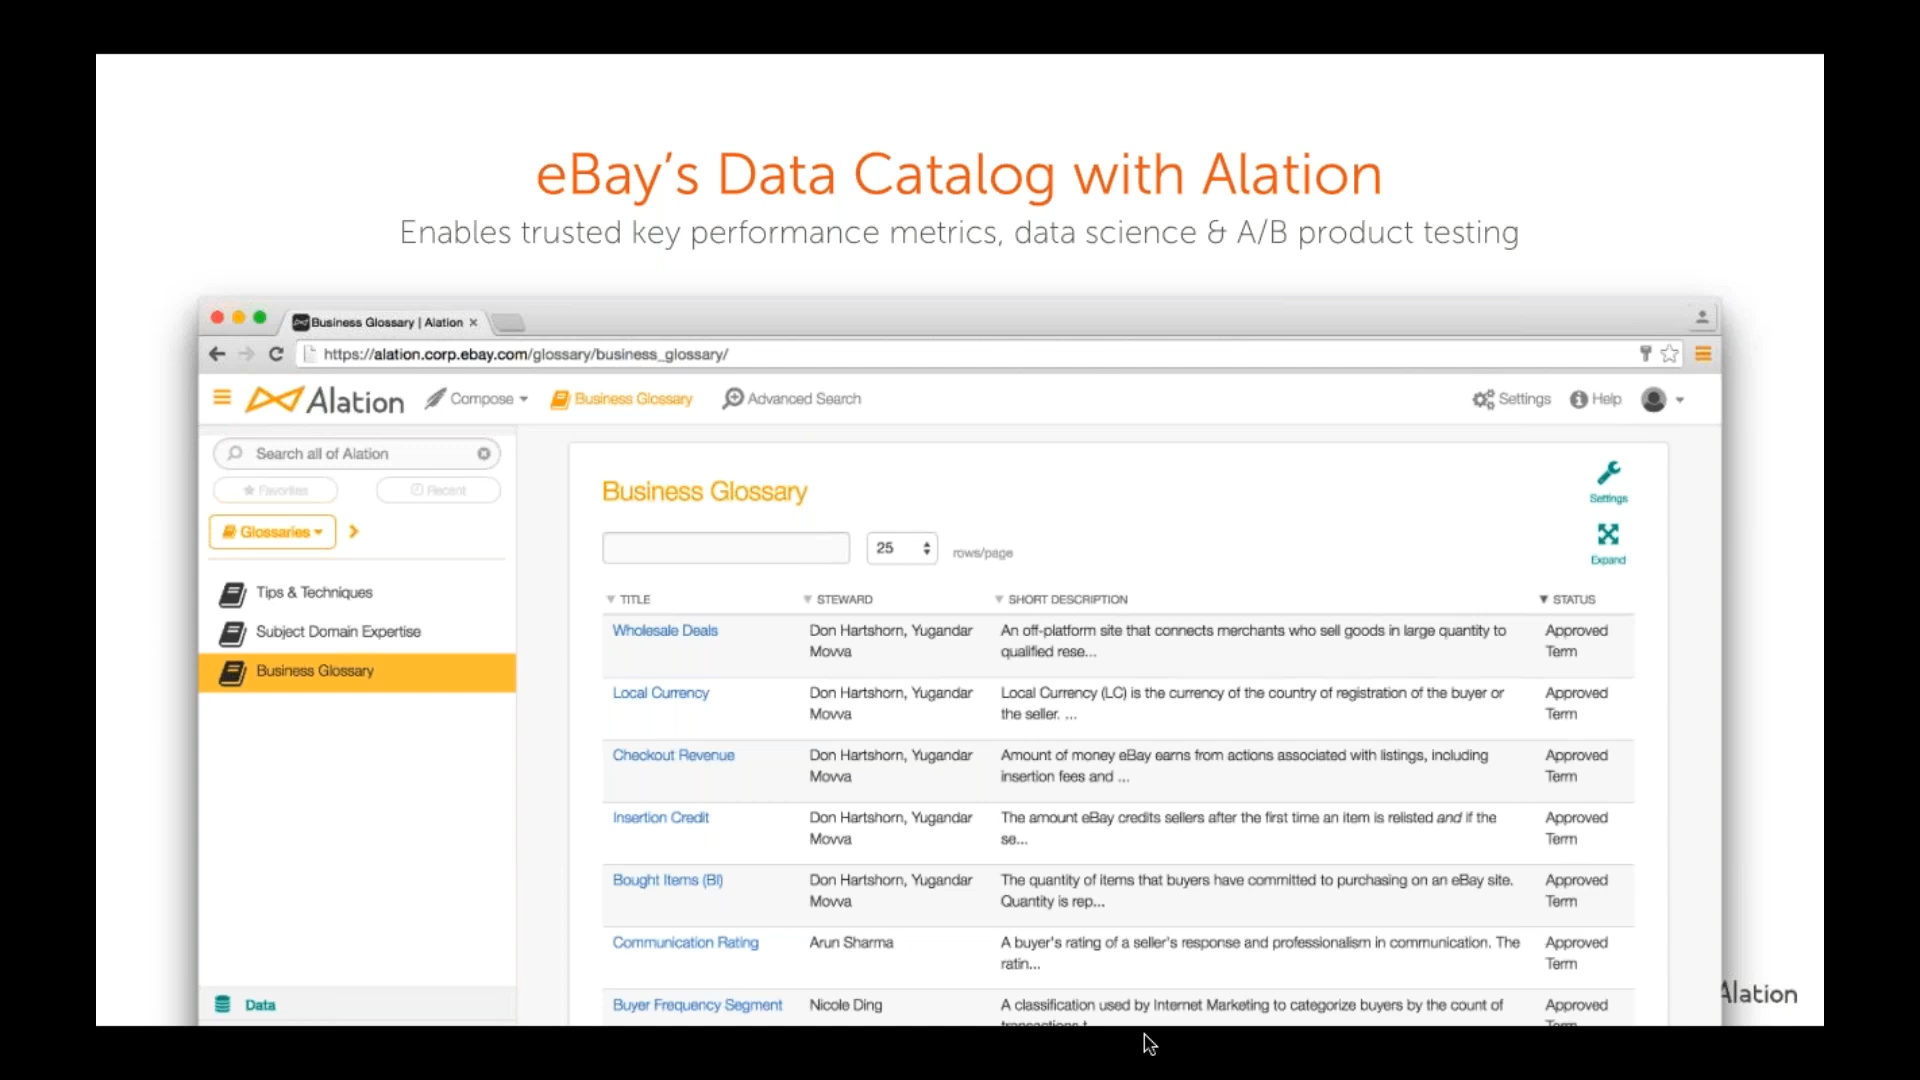 eBay's Data Catalog with Alation
Enables trusted key performance metrics, data science & A/B product testing
Business Glossary | Alation
https://alation.corp.ebay.com/glossary/business_glossary/
Alation Compose Business Glossary Advanced Search Settings Help
Search all of Alation
Favorites Recent
Glossaries
Tips & Techniques
Subject Domain Expertise
Business Glossary
Data
Business Glossary
Settings
25 rows/page
Expand
TITLE STEWARD SHORT DESCRIPTION STATUS
Wholesale Deals Don Hartshorn, Yugandar An off-platform site that connects merchants who sell goods in large quantity to Approved
Movva qualified rese... Term
Local Currency Don Hartshorn, Yugandar Local Currency (LC) is the currency of the country of registration of the buyer or Approved
Movva the seller. ... Term
Checkout Revenue Don Hartshorn, Yugandar Amount of money eBay earns from actions associated with listings, including Approved
Movva insertion fees and ... Term
Insertion Credit Don Hartshorn, Yugandar The amount eBay credits sellers after the first time an item is relisted and if the Approved
Movva se... Term
Bought Items (BI) Don Hartshorn, Yugandar The quantity of items that buyers have committed to purchasing on an eBay site. Approved
Movva Quantity is rep... Term
Communication Rating Arun Sharma A buyer's rating of a seller's response and professionalism in communication. The Approved
ratin... Term
Buyer Frequency Segment Nicole Ding A classification used by Internet Marketing to categorize buyers by the count of Approved
transactions t Term
Alation